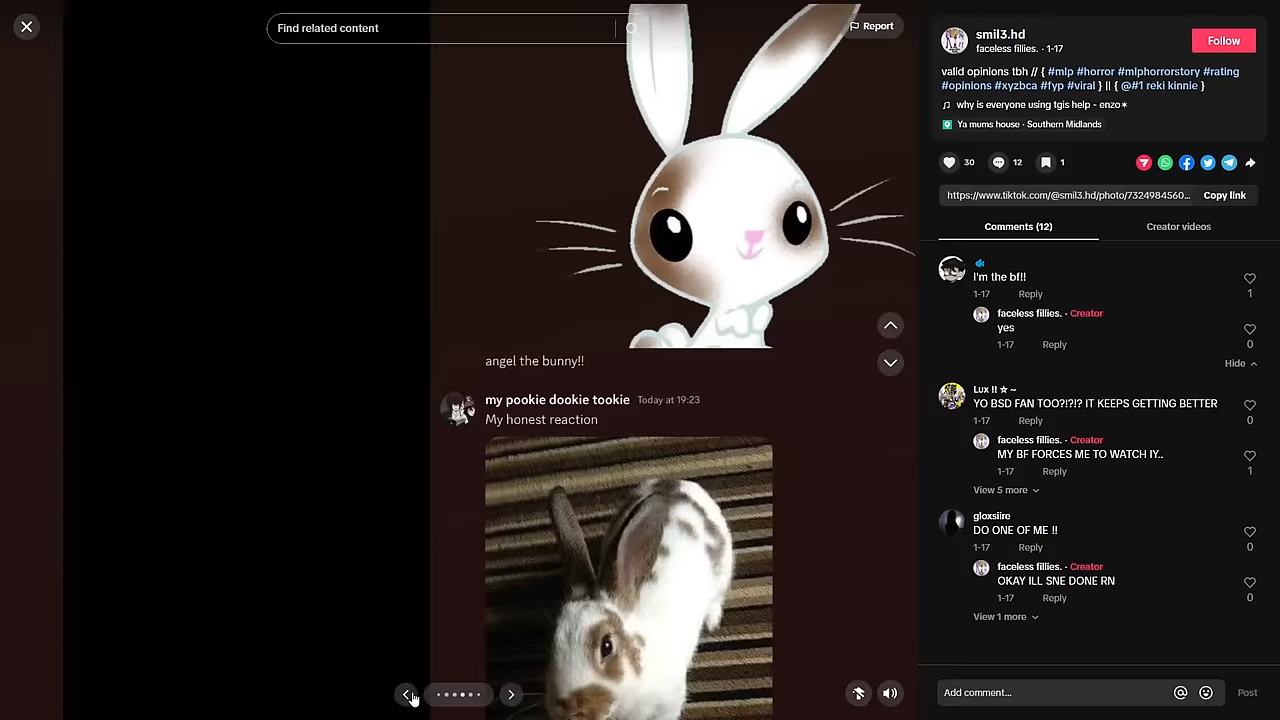 Find related content
Report
angel the bunny!!
my pookie dookie tookie Today at 19:23
My honest reaction
smil3.hd
faceless fillies. · 1-17
Follow
valid opinions tbh // { #mlp #horror #mlphorrorstory #rating
#opinions #xyzbca #fyp #viral } || { @#1 reki kinnie }
why is everyone using tgis help - enzo✶
Ya mums house · Southern Midlands
30
12
1
https://www.tiktok.com/@smil3.hd/photo/7324984560...
Copy link
Comments (12)
Creator videos
I'm the bf!!
1-17 Reply
1
faceless fillies. · Creator
yes
1-17 Reply
0
Hide
Lux !! ☆ ~
YO BSD FAN TOO?!?!? IT KEEPS GETTING BETTER
1-17 Reply
0
faceless fillies. · Creator
MY BF FORCES ME TO WATCH IY..
1-17 Reply
1
View 5 more
gloxsiire
DO ONE OF ME !!
1-17 Reply
0
faceless fillies. · Creator
OKAY ILL SNE DONE RN
1-17 Reply
0
View 1 more
Add comment...
Post